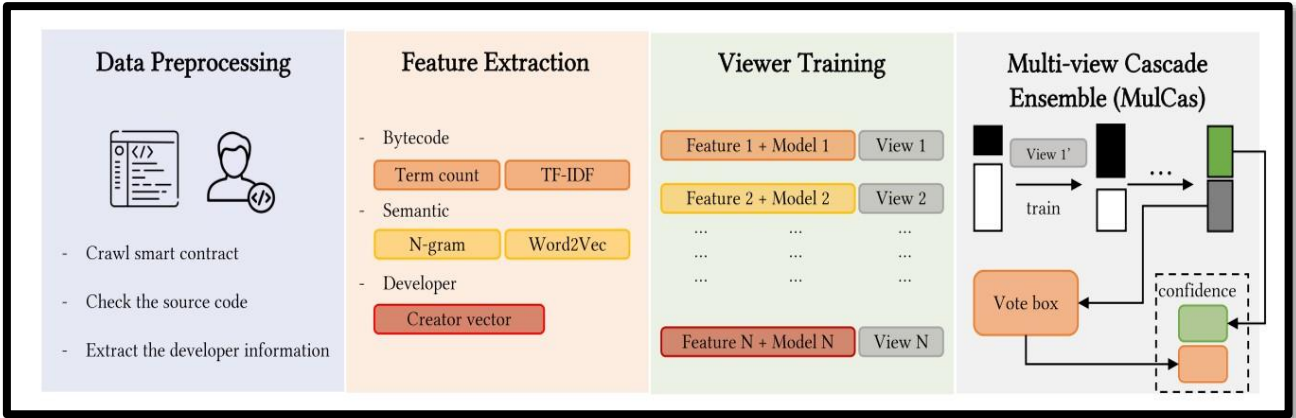 Data Preprocessing
</>
</>
- Crawl smart contract
- Check the source code
- Extract the developer information
Feature Extraction
- Bytecode
Term count TF-IDF
- Semantic
N-gram Word2Vec
- Developer
Creator vector
Viewer Training
Feature 1 + Model 1 View 1
Feature 2 + Model 2 View 2
... ... ...
... ... ...
... ... ...
Feature N + Model N View N
Multi-view Cascade
Ensemble (MulCas)
View 1’
...
train
Vote box
confidence